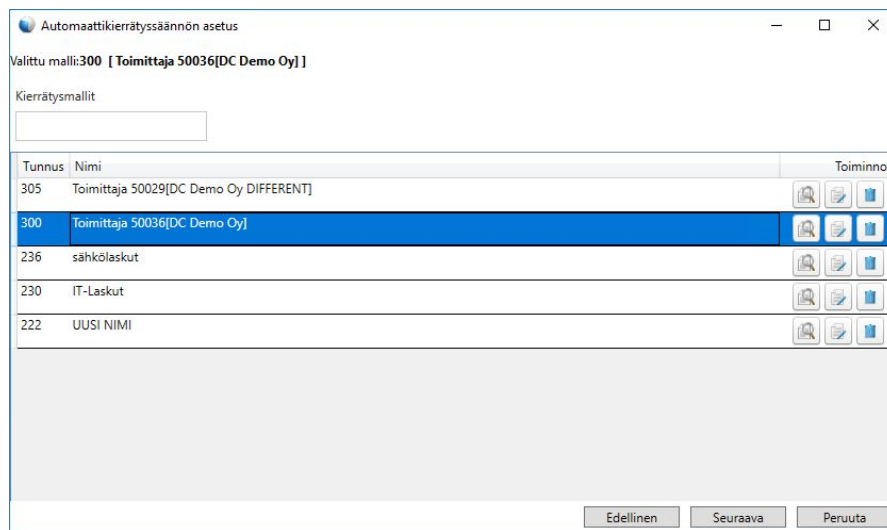 Automaattikierrätyssäännön asetus
Valittu malli:300 [ Toimittaja 50036[DC Demo Oy] ]
Kierrätysmallit
Tunnus Nimi Toiminno
305 Toimittaja 50029[DC Demo Oy DIFFERENT]
300 Toimittaja 50036[DC Demo Oy]
236 sähkölaskut
230 IT-Laskut
222 UUSI NIMI
Edellinen Seuraava Peruuta